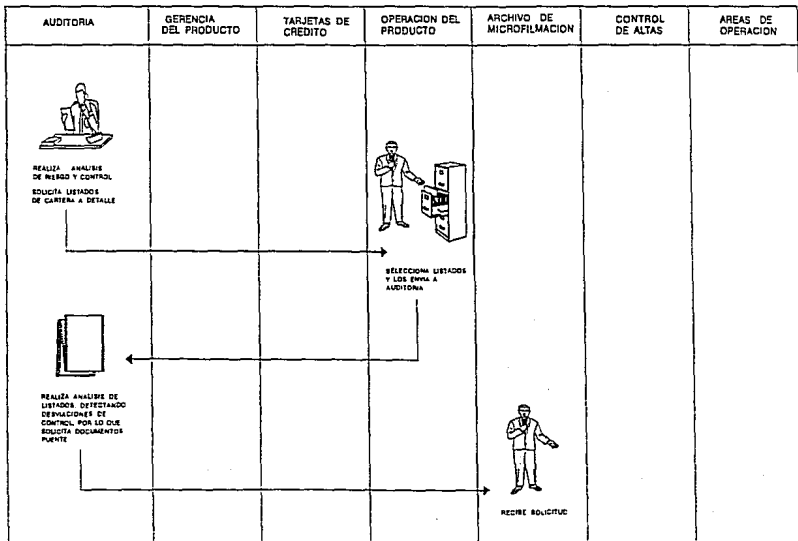 AUDITORIA
GERENCIA
DEL PRODUCTO
TARJETAS DE
CREDITO
OPERACION DEL
PRODUCTO
ARCHIVO DE
MICROFILMACION
CONTROL
DE ALTAS
AREAS DE
OPERACION
REALIZA ANALISIS
DE RIESGO Y CONTROL
SOLICITA LISTADOS
DE CARTERA A DETALLE
SELECCIONA LISTADOS
Y LOS ENVIA A
AUDITORIA
REALIZA ANALISIS DE
LISTADOS, DETECTANDO
DESVIACIONES DE
CONTROL, POR LO QUE
SOLICITA DOCUMENTOS
FUENTE
RECIBE SOLICITUD